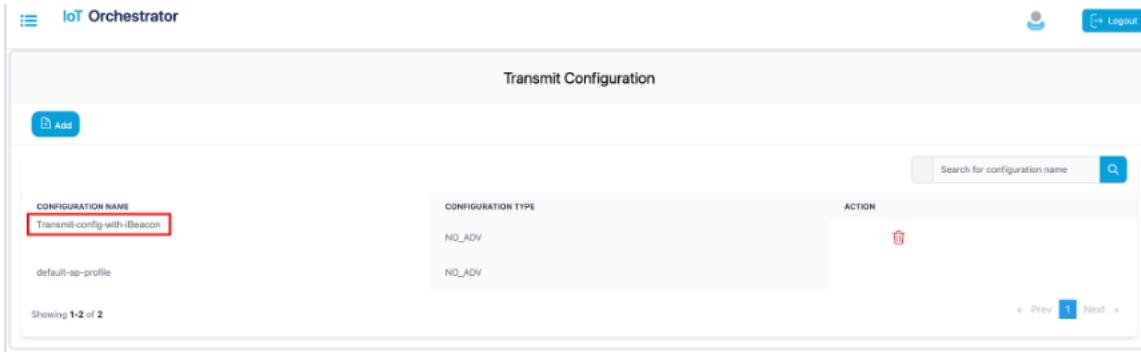 IoT Orchestrator
Logout
Transmit Configuration
Add
Search for configuration name
CONFIGURATION NAME CONFIGURATION TYPE ACTION
Transmit-config-with-iBeacon NO_ADV
default-ap-profile NO_ADV
Showing 1-2 of 2
« Prev 1 Next »